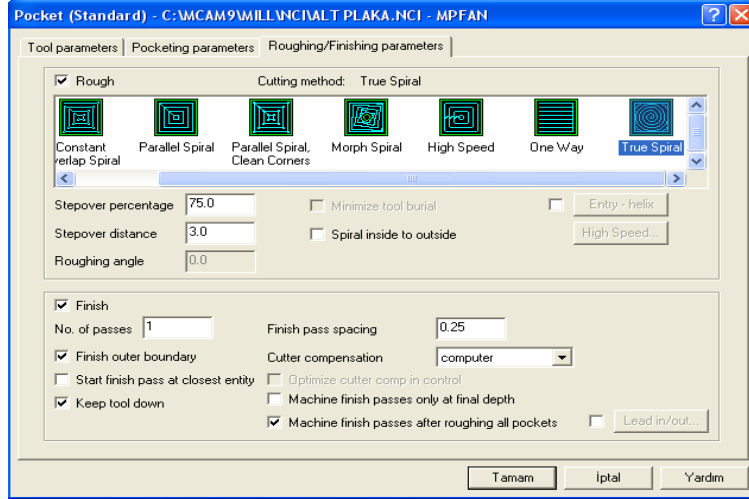 Pocket (Standard) - C:\MCAM9\MILL\NCI\ALT PLAKA.NCI - MPFAN
Tool parameters Pocketing parameters Roughing/Finishing parameters
Rough Cutting method: True Spiral
Constant Parallel Spiral Parallel Spiral, Morph Spiral High Speed One Way True Spiral
verlap Spiral Clean Corners
Stepover percentage 75.0 Minimize tool burial Entry - helix
Stepover distance 3.0 Spiral inside to outside High Speed...
Roughing angle 0.0
Finish
No. of passes 1 Finish pass spacing 0.25
Finish outer boundary Cutter compensation computer
Start finish pass at closest entity Optimize cutter comp in control
Keep tool down Machine finish passes only at final depth
Machine finish passes after roughing all pockets Lead in/out...
Tamam İptal Yardım